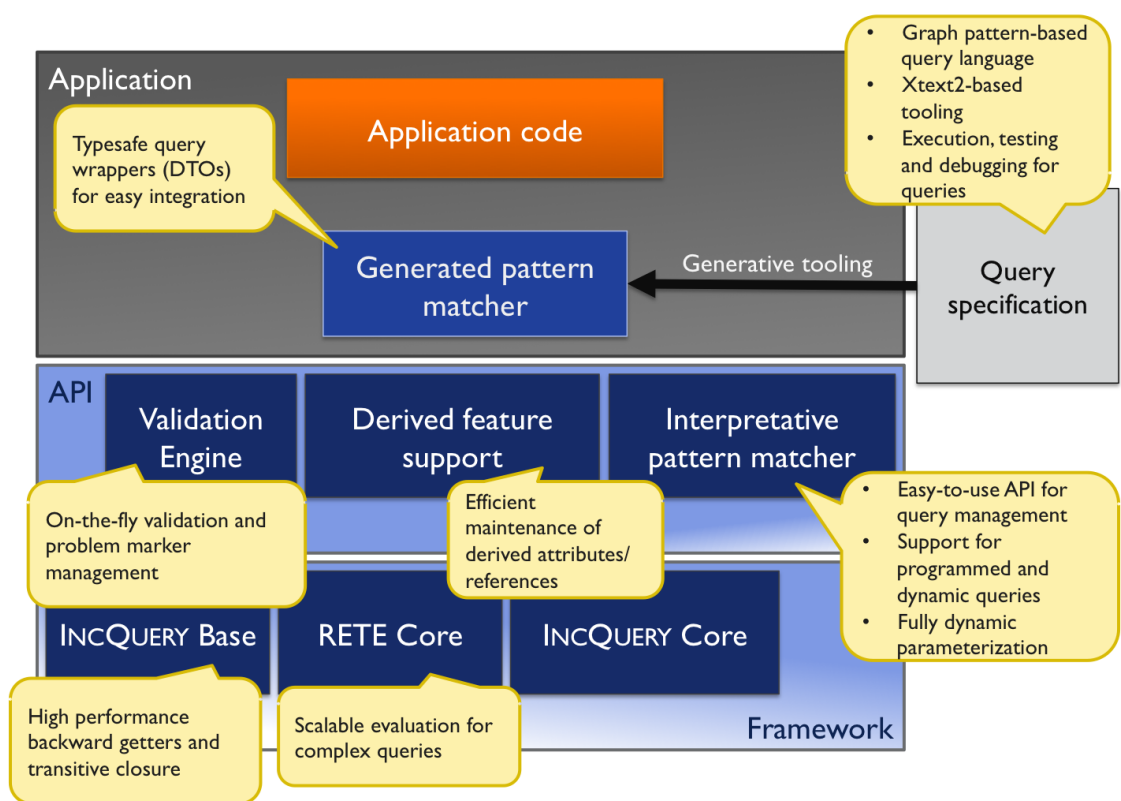 Application
Application code
Typesafe query
wrappers (DTOs)
for easy integration
• Graph pattern-based
query language
• Xtext2-based
tooling
• Execution, testing
and debugging for
queries
Generated pattern
matcher
Generative tooling
Query
specification
API
Validation
Engine
Derived feature
support
Interpretative
pattern matcher
On-the-fly validation and
problem marker
management
Efficient
maintenance of
derived attributes/
references
• Easy-to-use API for
query management
• Support for
programmed and
dynamic queries
• Fully dynamic
parameterization
INCQUERY Base
RETE Core
INCQUERY Core
High performance
backward getters and
transitive closure
Scalable evaluation for
complex queries
Framework